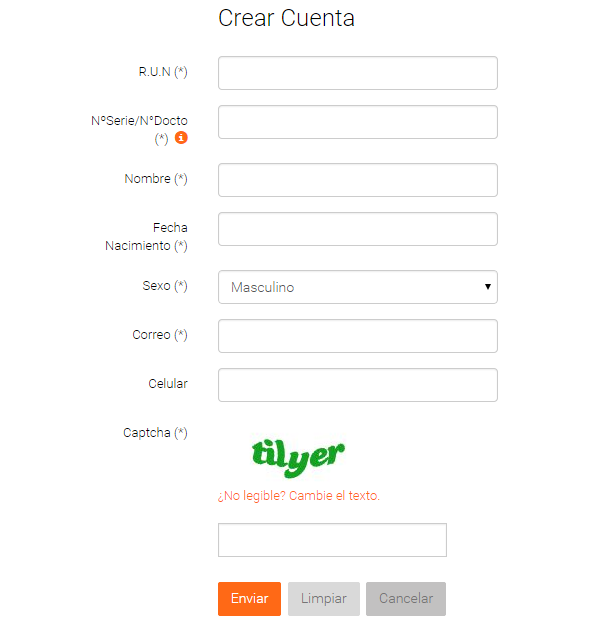 Crear Cuenta
R.U.N (*)
NºSerie/NºDocto
(*)
Nombre (*)
Fecha
Nacimiento (*)
Sexo (*)
Masculino
Correo (*)
Celular
Captcha (*)
tilyer
¿No legible? Cambie el texto.
Enviar
Limpiar
Cancelar